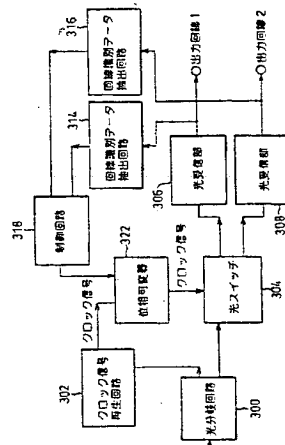 316
回線識別データ
抽出回路
314
回線識別データ
抽出回路
318
制御回路
出力回線1
出力回線2
306
光受信部
光受信部
308
322
位相可変器
クロック信号
クロック信号
光スイッチ
304
302
クロック信号
再生回路
光分岐回路
300